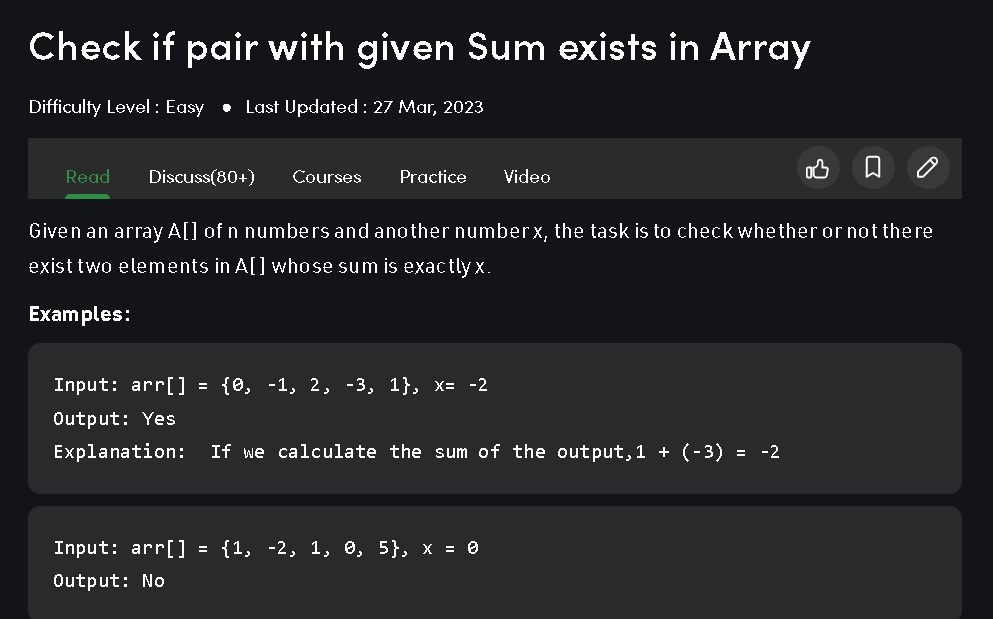 Check if pair with given Sum exists in Array
Difficulty Level : Easy ● Last Updated : 27 Mar, 2023
Read Discuss(80+) Courses Practice Video
Given an array A[] of n numbers and another number x, the task is to check whether or not there
exist two elements in A[] whose sum is exactly x.
Examples:
Input: arr[] = {0, -1, 2, -3, 1}, x= -2
Output: Yes
Explanation:  If we calculate the sum of the output,1 + (-3) = -2
Input: arr[] = {1, -2, 1, 0, 5}, x = 0
Output: No